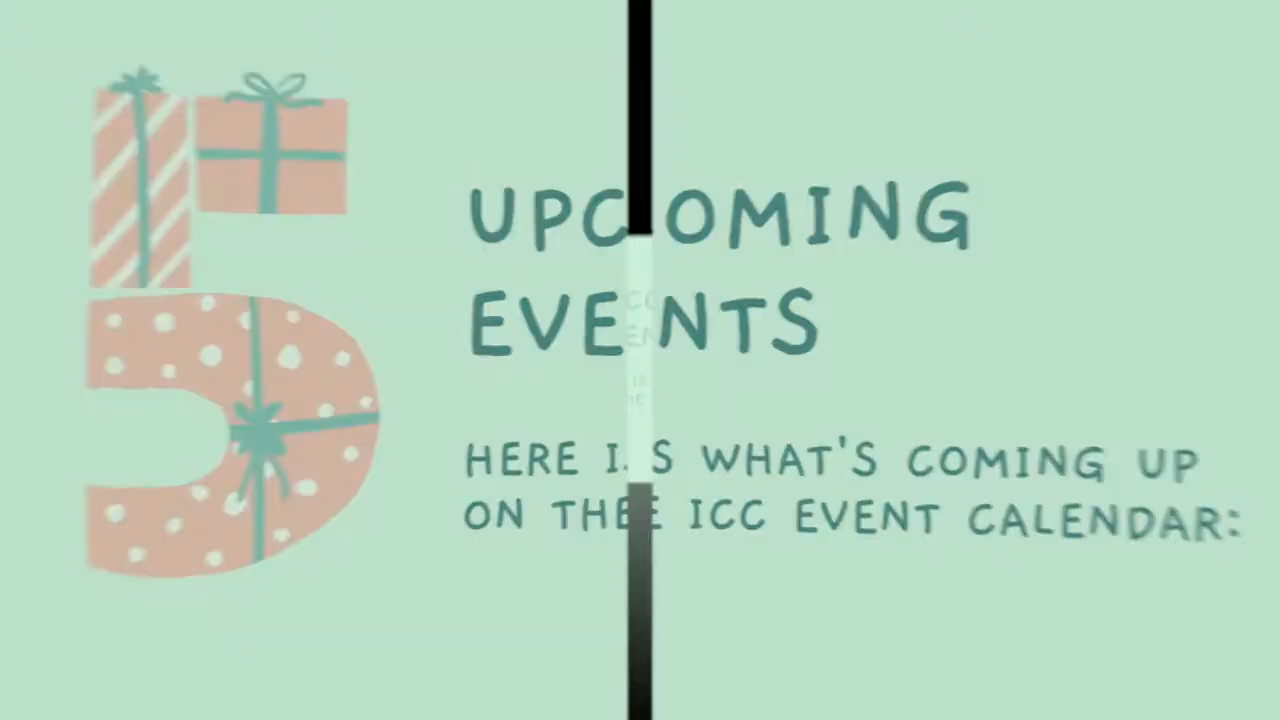 5
UPCOMING
EVENTS
HERE IS WHAT'S COMING UP
ON THE ICC EVENT CALENDAR: